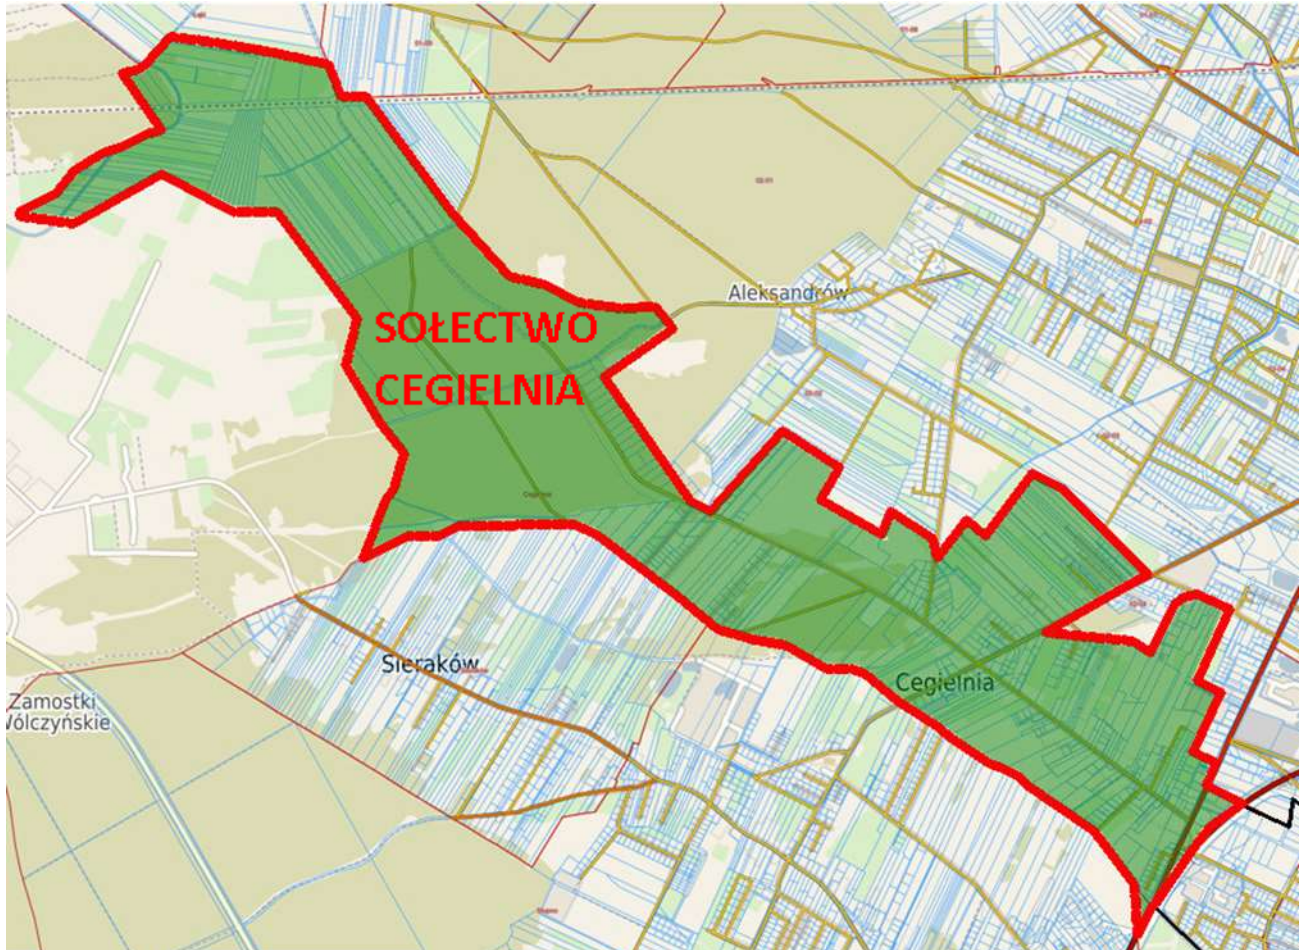 Aleksandrów
SOŁECTWO
CEGIELNIA
Sieraków
Cegielnia
Zamostki
Wólczyńskie